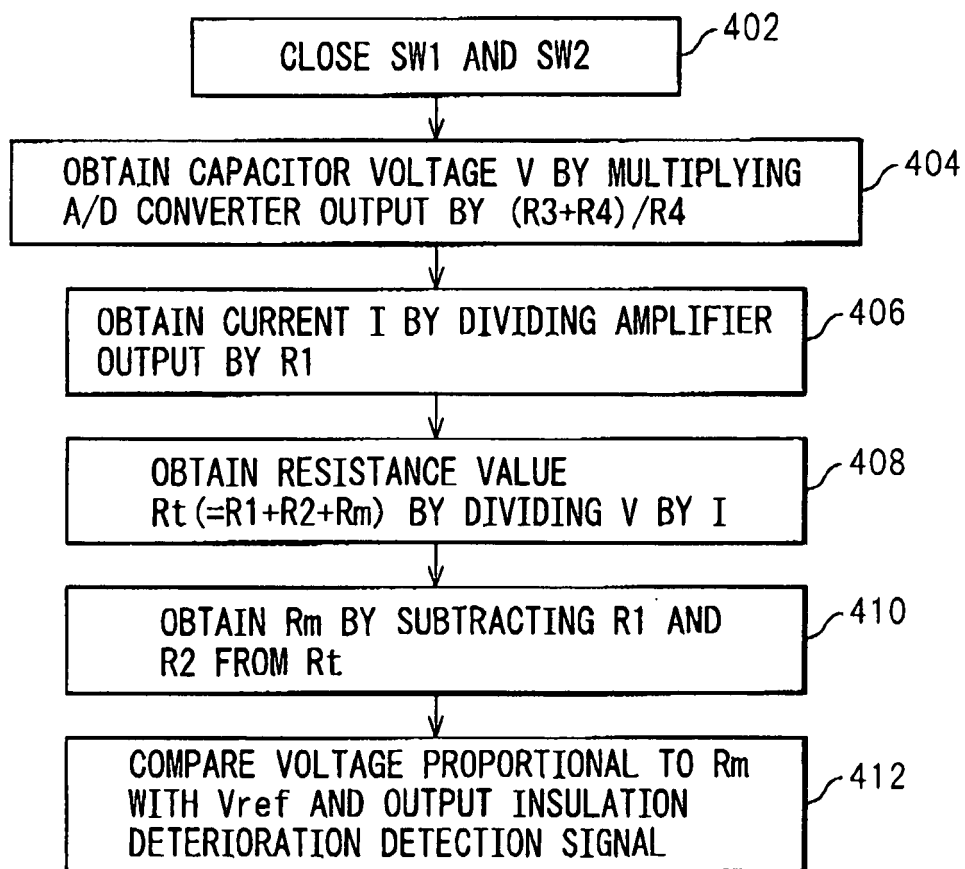 CLOSE SW1 AND SW2
402
OBTAIN CAPACITOR VOLTAGE V BY MULTIPLYING
A/D CONVERTER OUTPUT BY (R3+R4)/R4
404
OBTAIN CURRENT I BY DIVIDING AMPLIFIER
OUTPUT BY R1
406
OBTAIN RESISTANCE VALUE
Rt(=R1+R2+Rm) BY DIVIDING V BY I
408
OBTAIN Rm BY SUBTRACTING R1 AND
R2 FROM Rt
410
COMPARE VOLTAGE PROPORTIONAL TO Rm
WITH Vref AND OUTPUT INSULATION
DETERIORATION DETECTION SIGNAL
412